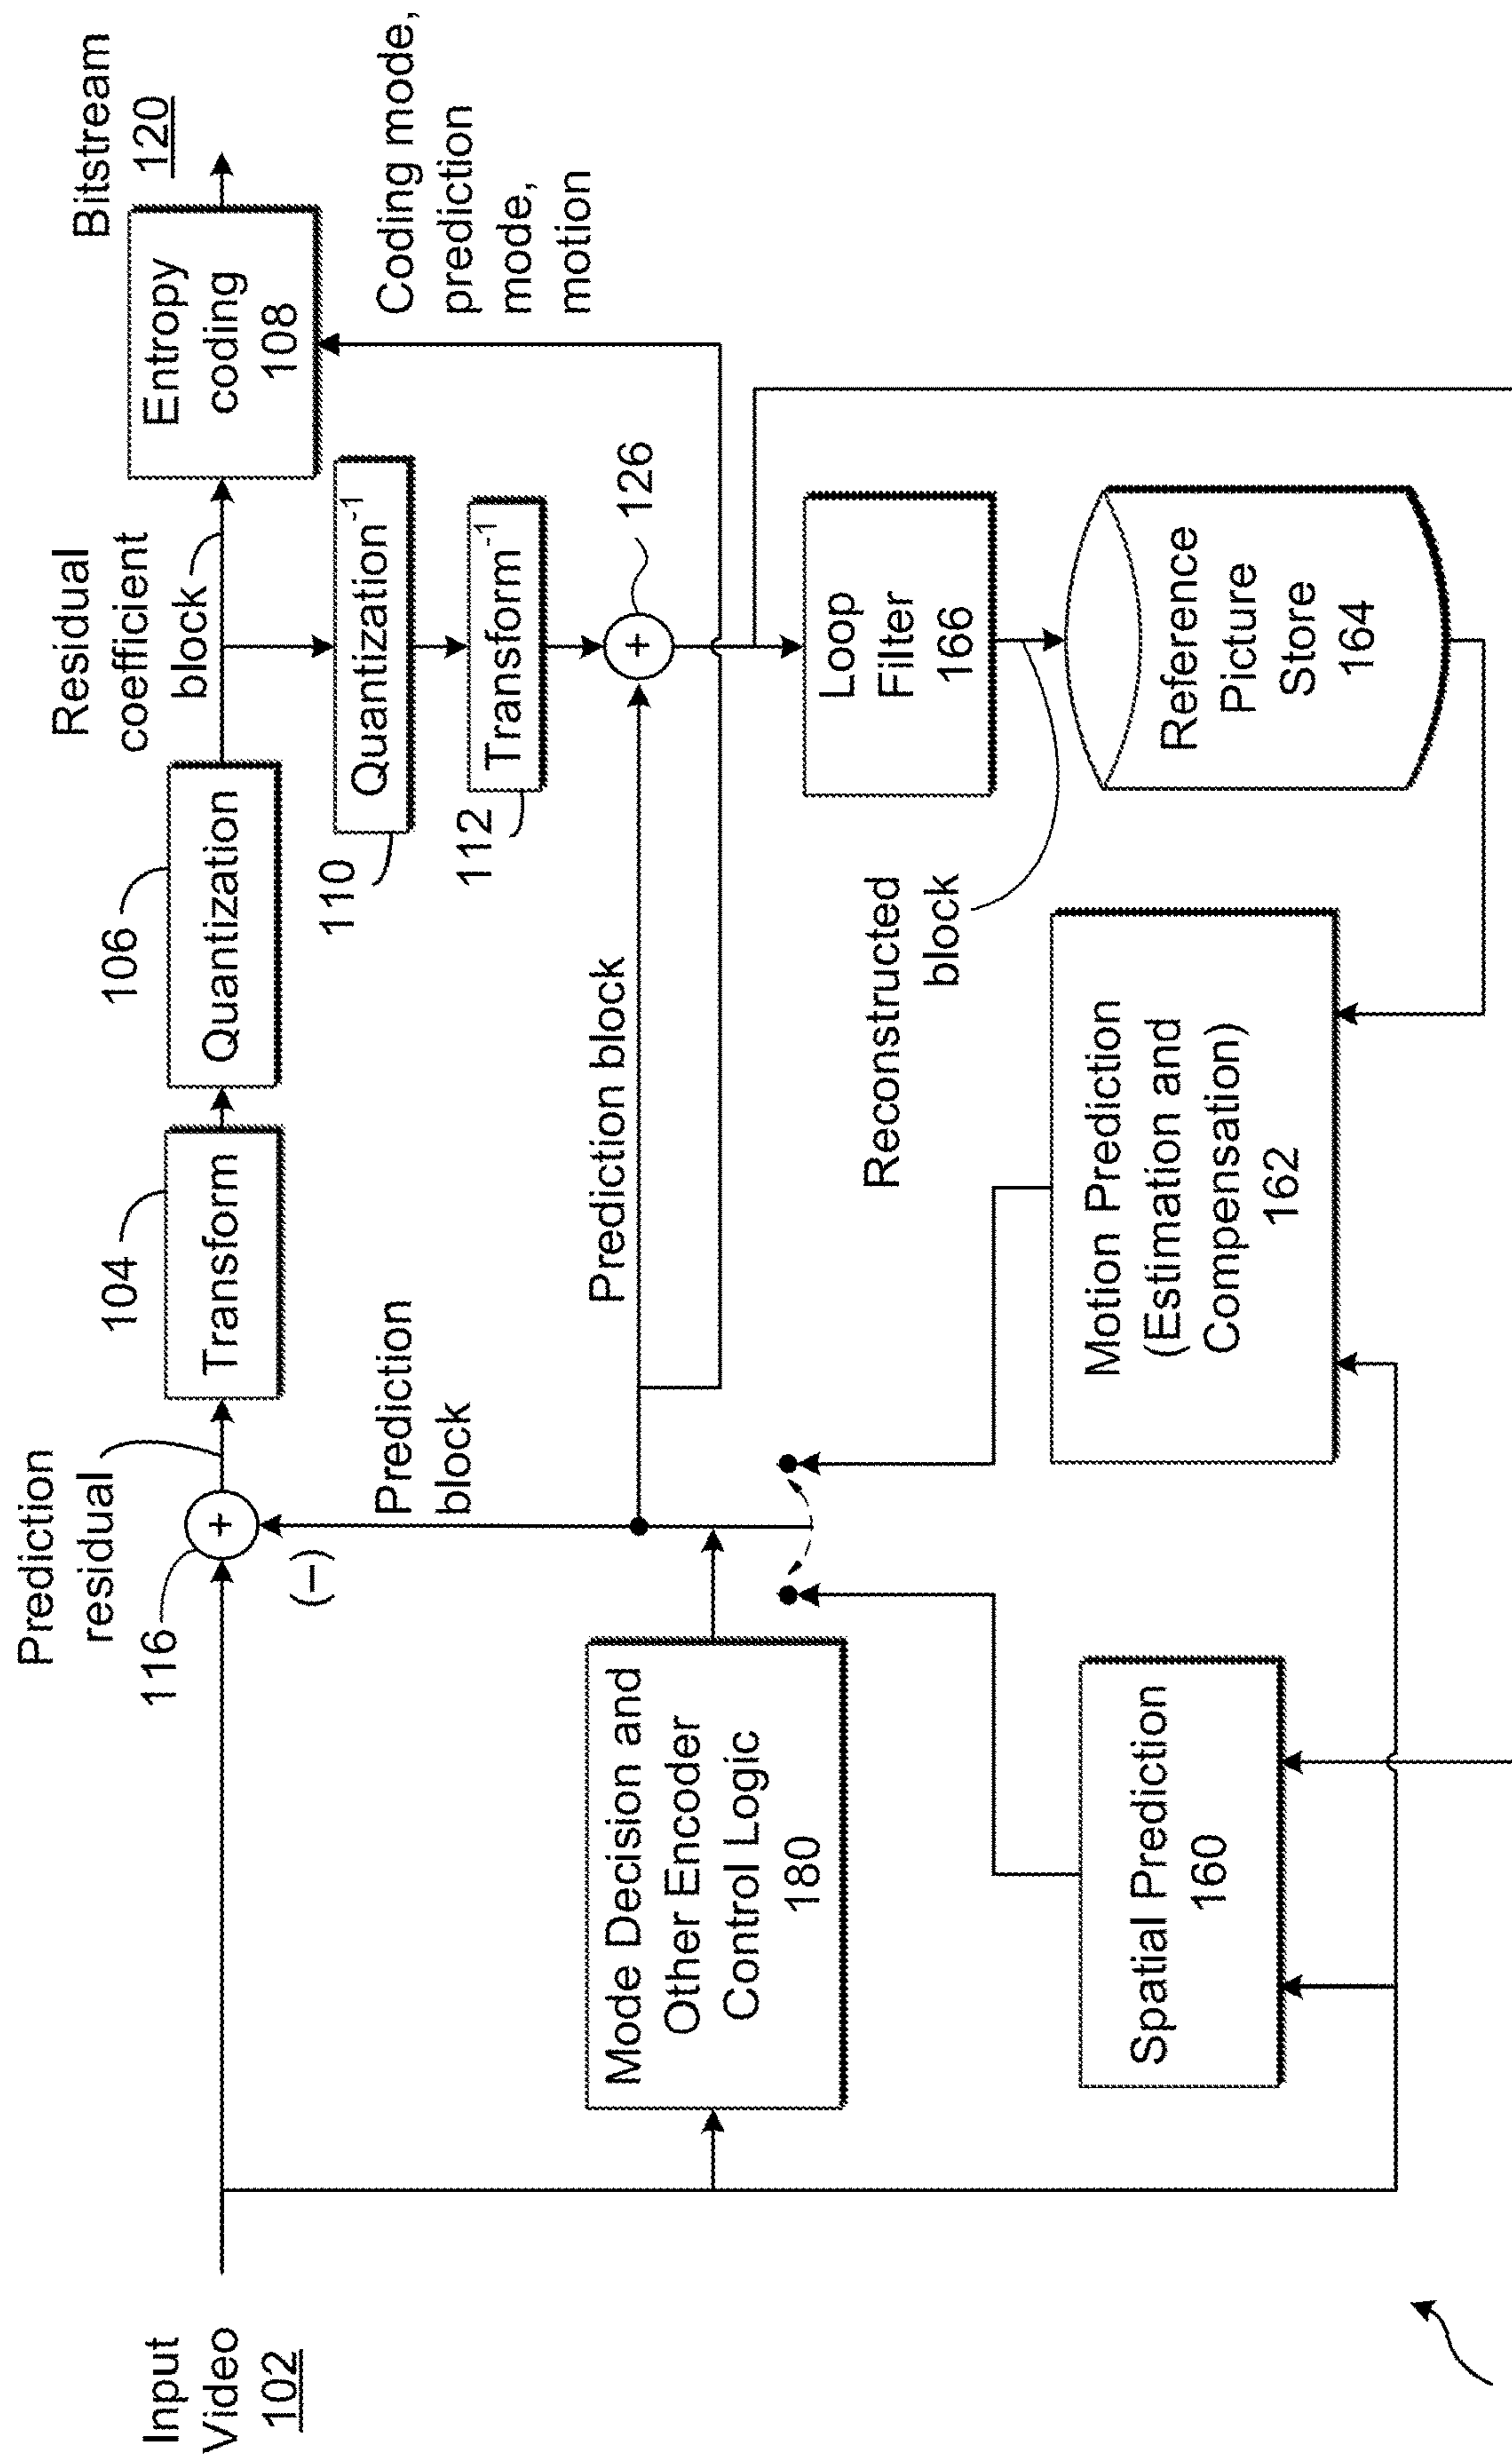 Input
Video
102
Prediction
residual
116
+
(–)
104
Transform
106
Quantization
Residual
coefficient
block
Entropy
coding
108
Bitstream
120
110
Quantization-1
112
Transform-1
126
+
Coding mode,
prediction
mode,
motion
Prediction
block
Prediction block
Mode Decision and
Other Encoder
Control Logic
180
Reconstructed
block
Loop
Filter
166
Spatial Prediction
160
Motion Prediction
(Estimation and
Compensation)
162
Reference
Picture
Store
164